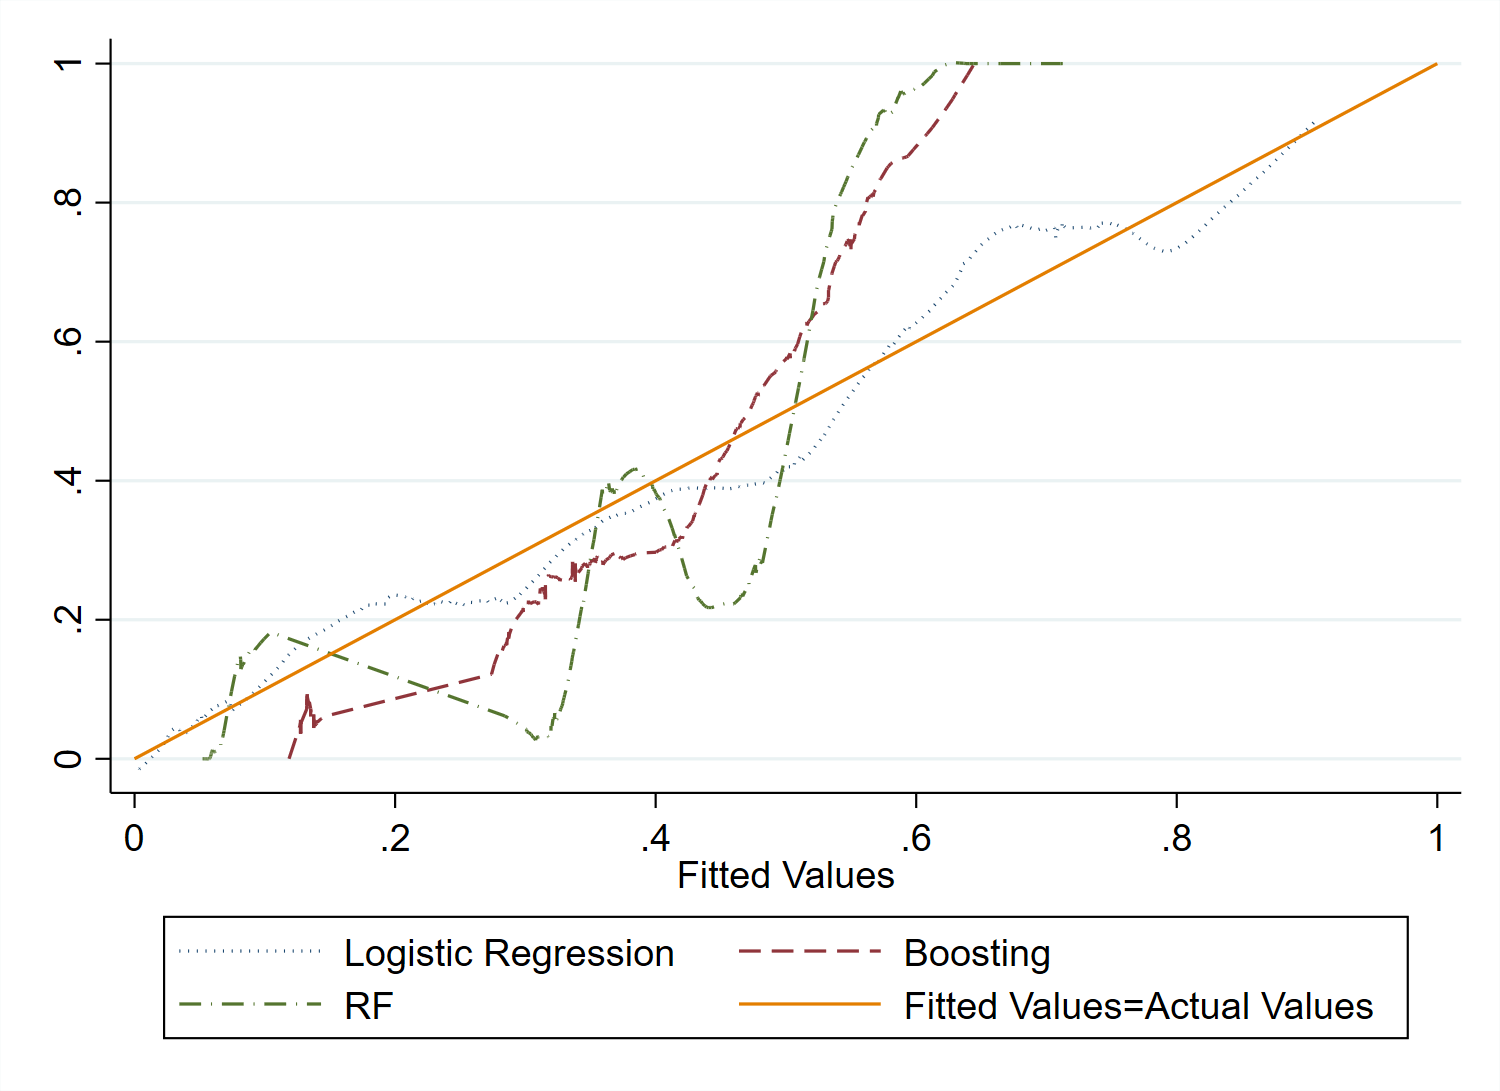 1
.8
.6
.4
.2
0
0 .2 .4 .6 .8 1
Fitted Values
Logistic Regression Boosting
RF Fitted Values=Actual Values